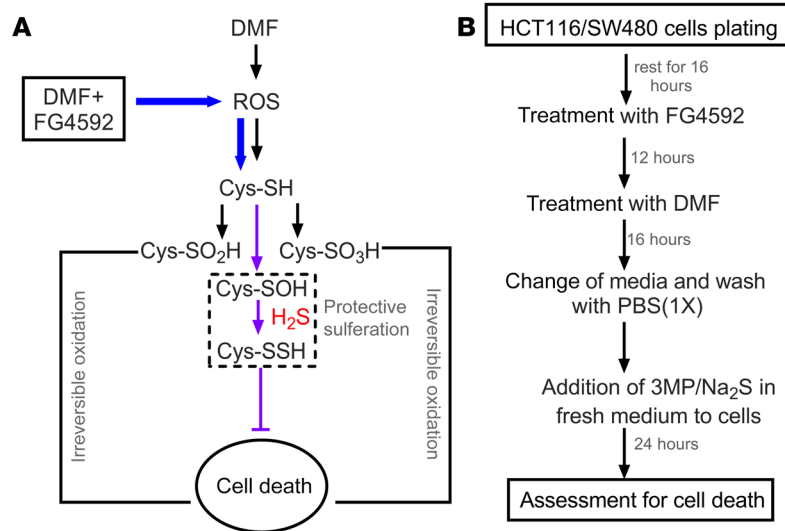 A
DMF
DMF+
FG4592
ROS
Cys-SH
Cys-SO₂H
Cys-SO₃H
Cys-SOH
H₂S
Protective
sulferation
Cys-SSH
Irreversible oxidation
Irreversible oxidation
Cell death
B
HCT116/SW480 cells plating
rest for 16
hours
Treatment with FG4592
12 hours
Treatment with DMF
16 hours
Change of media and wash
with PBS(1X)
Addition of 3MP/Na₂S in
fresh medium to cells
24 hours
Assessment for cell death